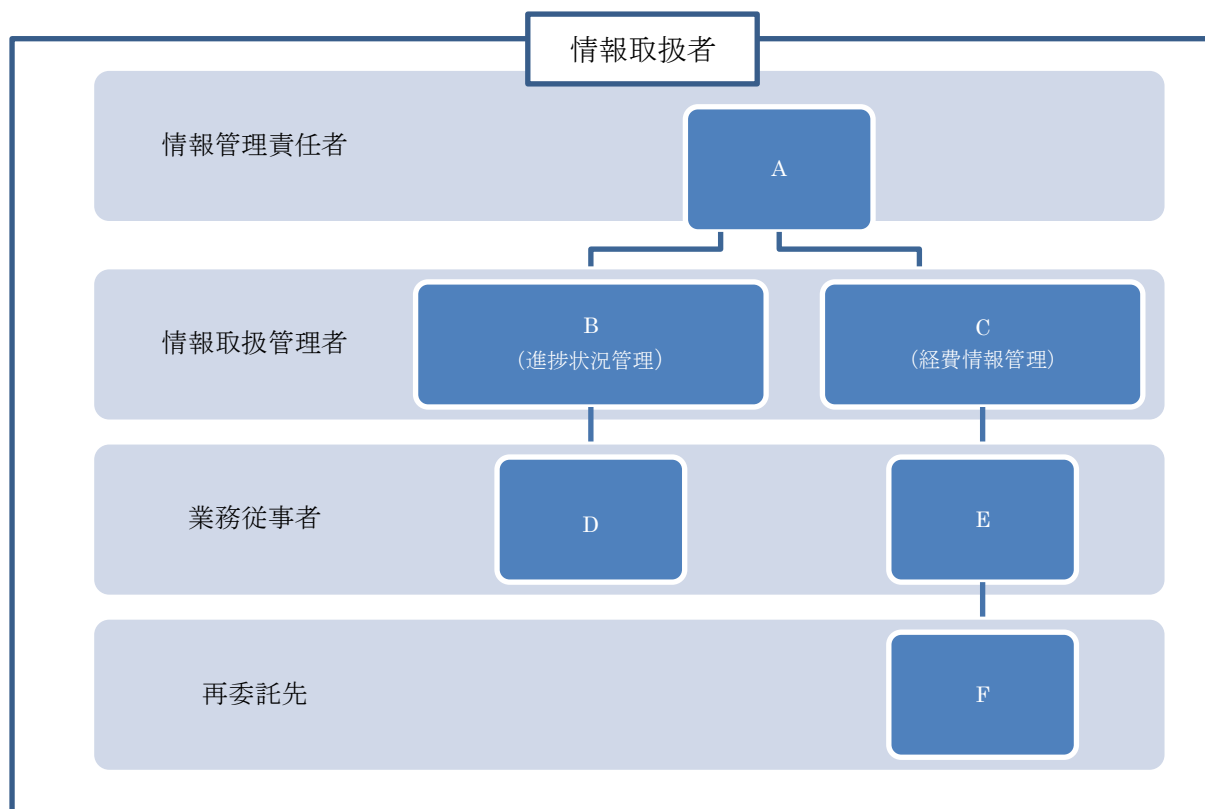 情報取扱者
情報管理責任者
A
情報取扱管理者
B
（進捗状況管理）
C
（経費情報管理）
業務従事者
D
E
再委託先
F